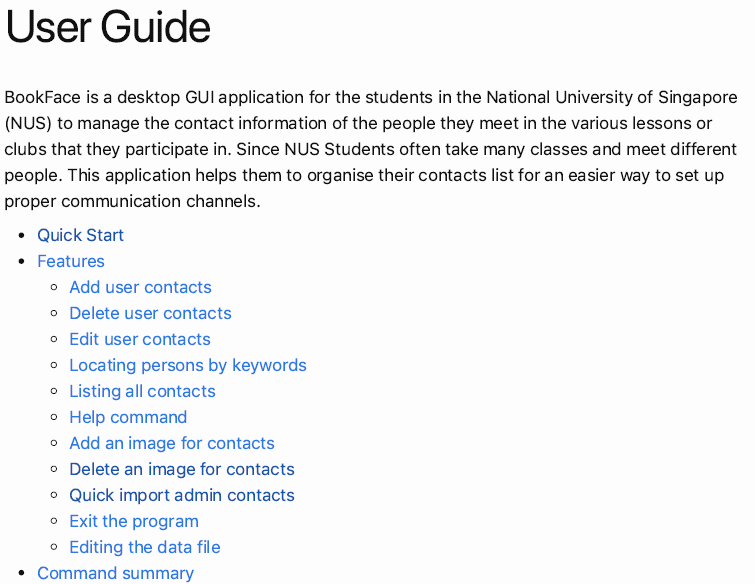 User Guide
BookFace is a desktop GUI application for the students in the National University of Singapore
(NUS) to manage the contact information of the people they meet in the various lessons or
clubs that they participate in. Since NUS Students often take many classes and meet different
people. This application helps them to organise their contacts list for an easier way to set up
proper communication channels.
• Quick Start
• Features
◦ Add user contacts
◦ Delete user contacts
◦ Edit user contacts
◦ Locating persons by keywords
◦ Listing all contacts
◦ Help command
◦ Add an image for contacts
◦ Delete an image for contacts
◦ Quick import admin contacts
◦ Exit the program
◦ Editing the data file
• Command summary